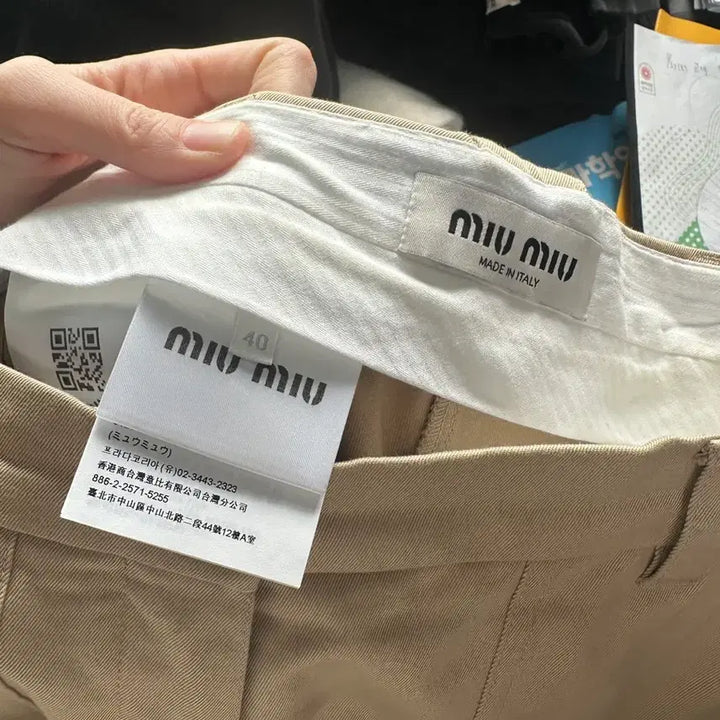 miu miu
MADE IN ITALY
40
miu miu
(ミュウミュウ)
프라다코리아(유)02-3443-2323
香港商台灣意比有限公司台灣分公司
886-2-2571-5255
臺北市中山區中山北路二段44號12樓A室